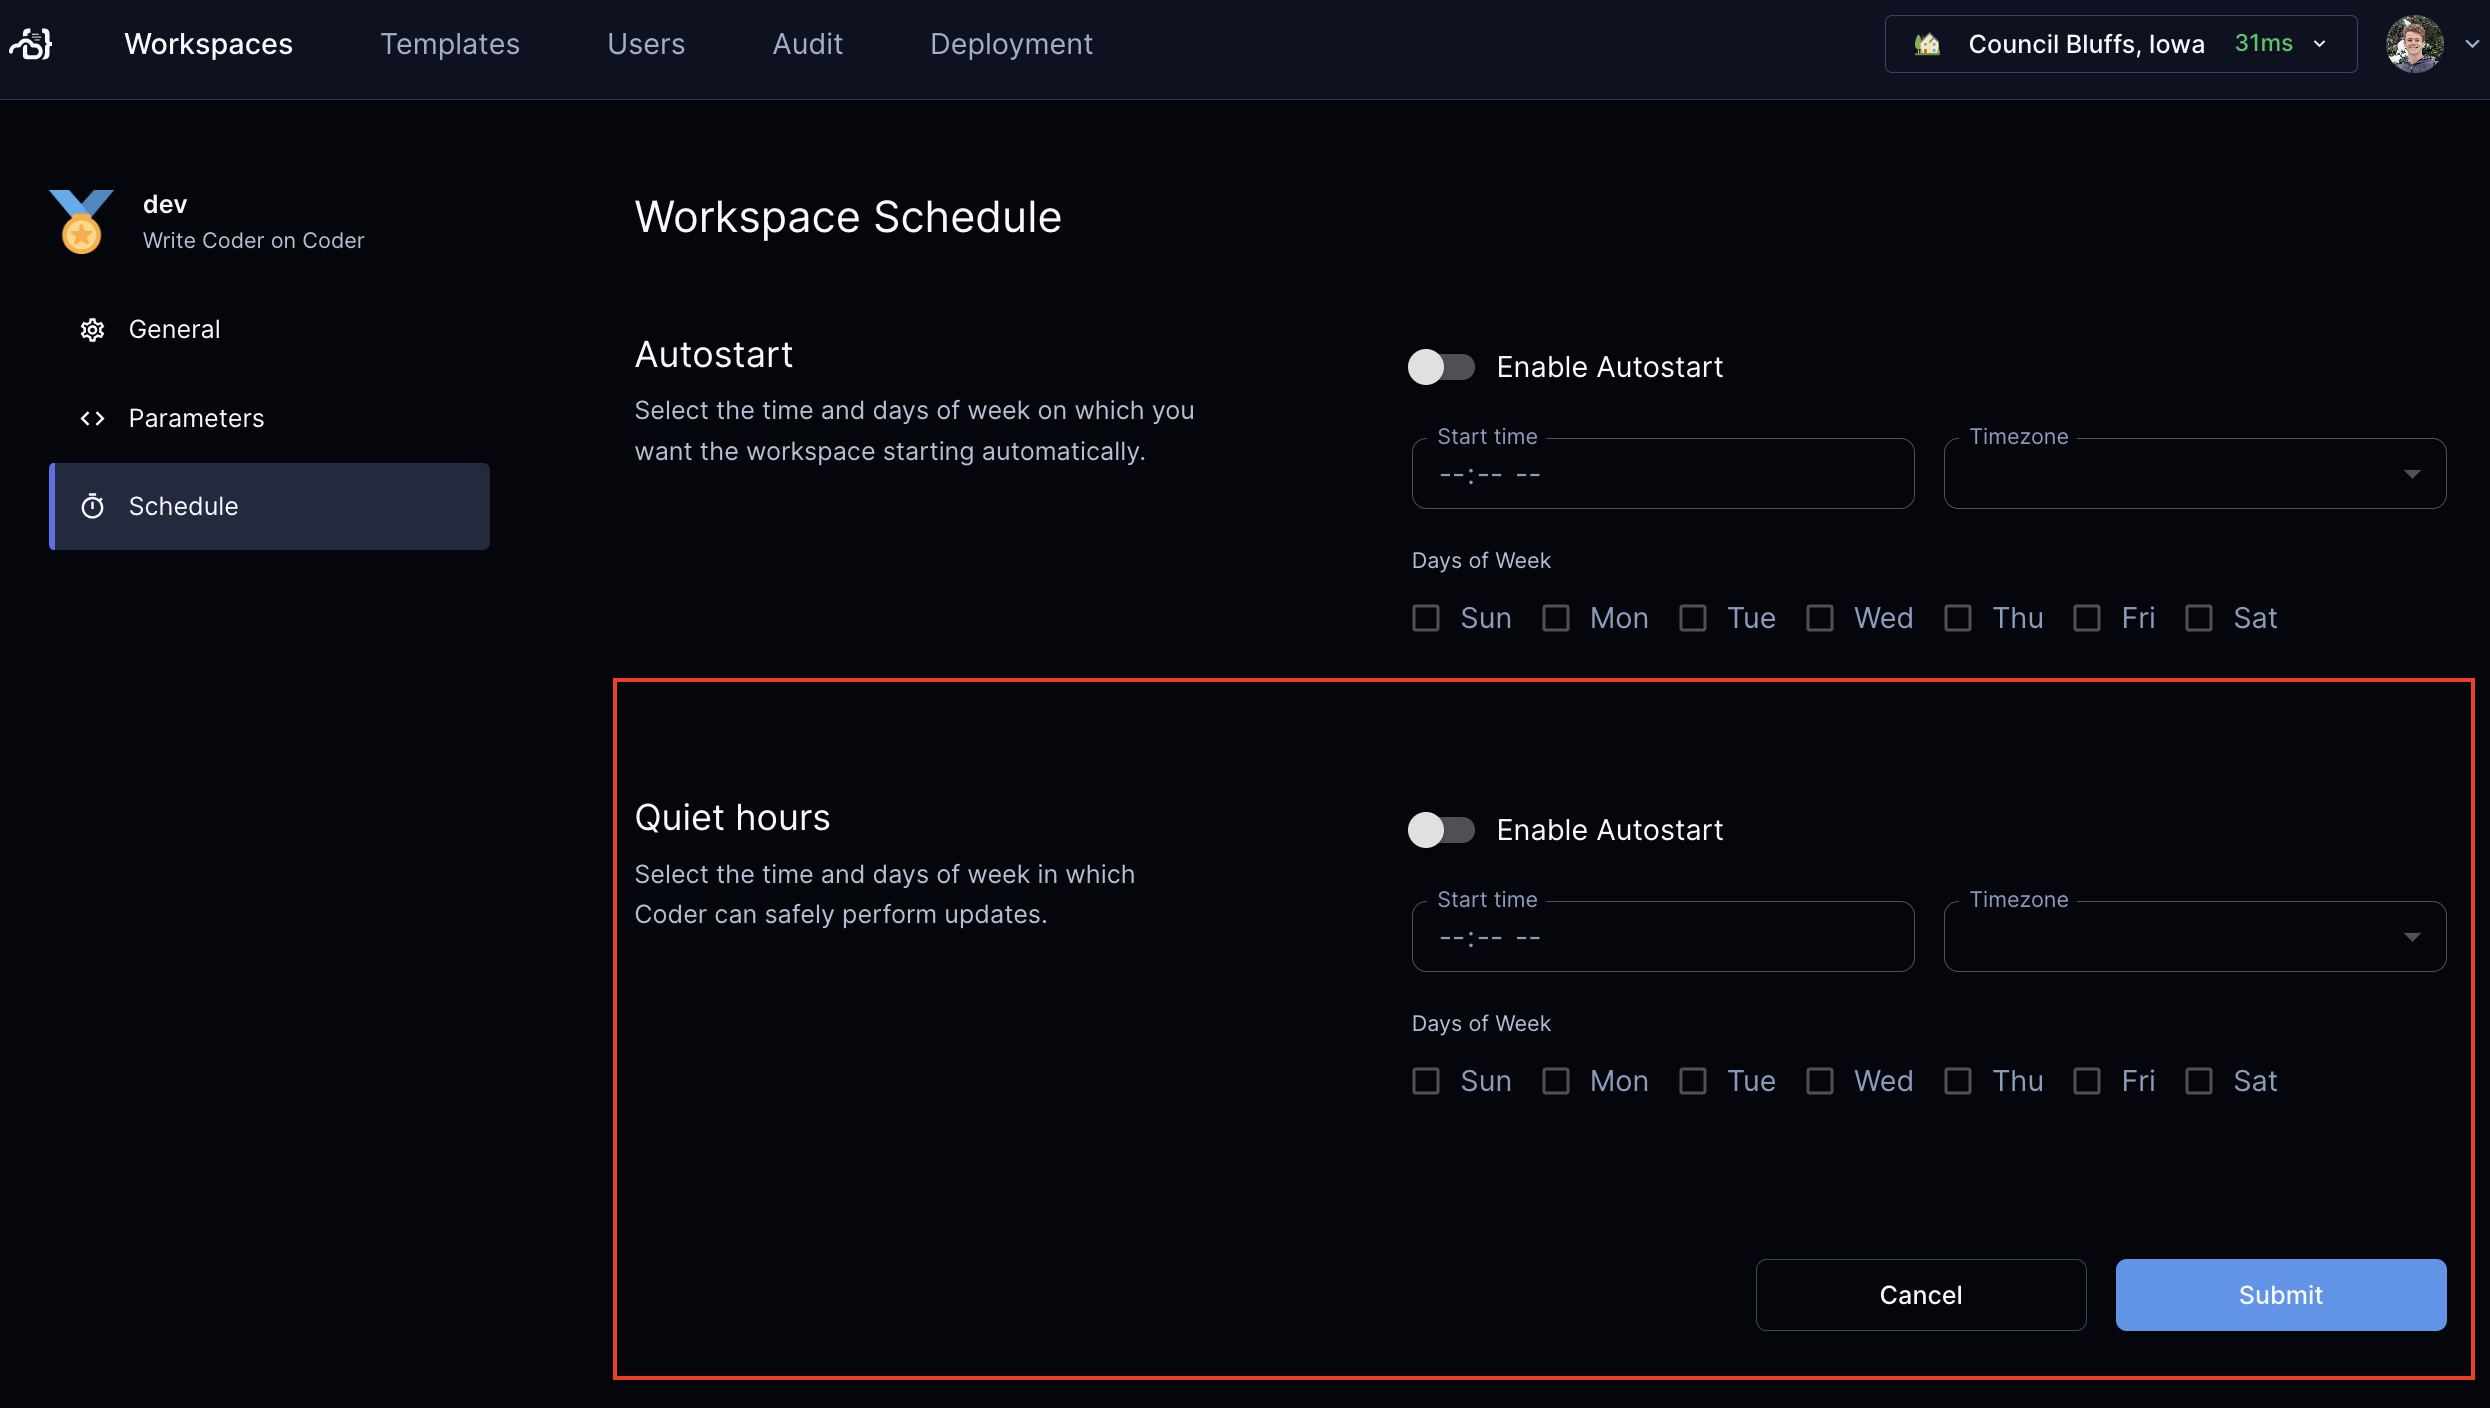 Workspaces Templates Users Audit Deployment Council Bluffs, Iowa 31ms
dev
Write Coder on Coder
General
Parameters
Schedule
Workspace Schedule
Autostart
Select the time and days of week on which you
want the workspace starting automatically.
Enable Autostart
Start time Timezone
--:-- --
Days of Week
Sun Mon Tue Wed Thu Fri Sat
Quiet hours
Select the time and days of week in which
Coder can safely perform updates.
Enable Autostart
Start time Timezone
--:-- --
Days of Week
Sun Mon Tue Wed Thu Fri Sat
Cancel Submit